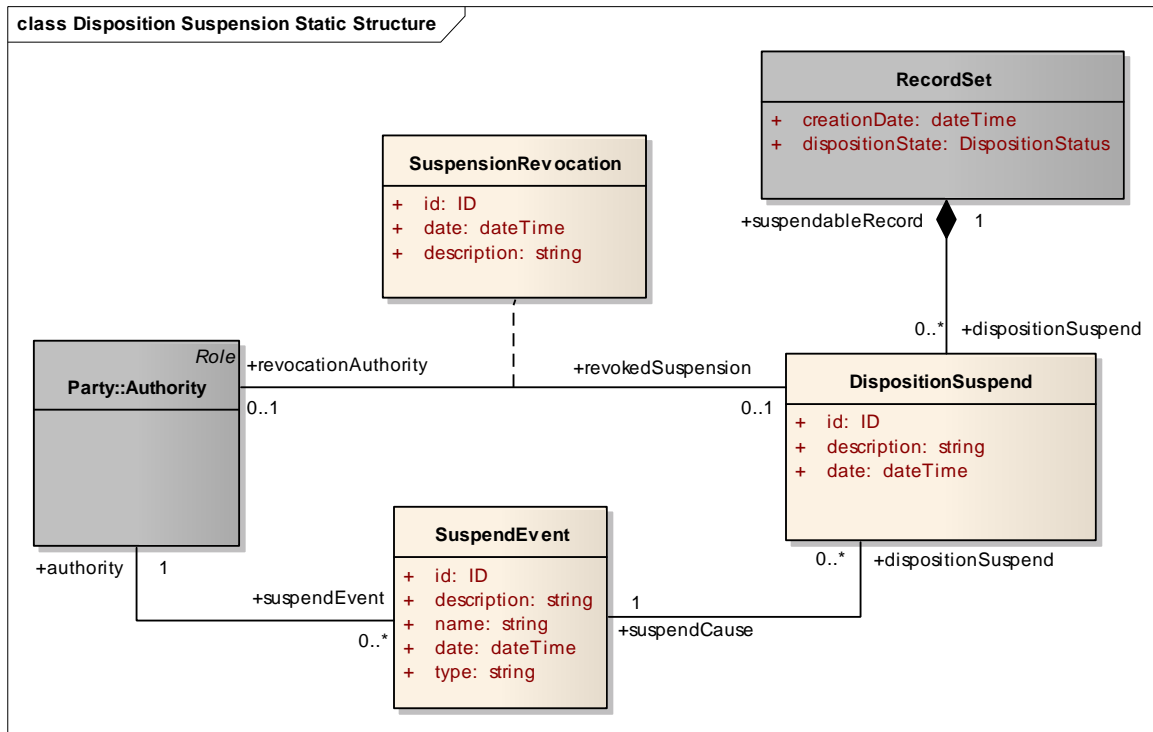 class Disposition Suspension Static Structure
RecordSet
+ creationDate: dateTime
+ dispositionState: DispositionStatus
SuspensionRevocation
+ id: ID
+ date: dateTime
+ description: string
+suspendableRecord 1
0..* +dispositionSuspend
Role
Party::Authority
+revocationAuthority
0..1
+revokedSuspension
0..1
DispositionSuspend
+ id: ID
+ description: string
+ date: dateTime
SuspendEvent
+ id: ID
+ description: string
+ name: string
+ date: dateTime
+ type: string
+authority 1
+suspendEvent
0..*
1
+suspendCause
0..* +dispositionSuspend